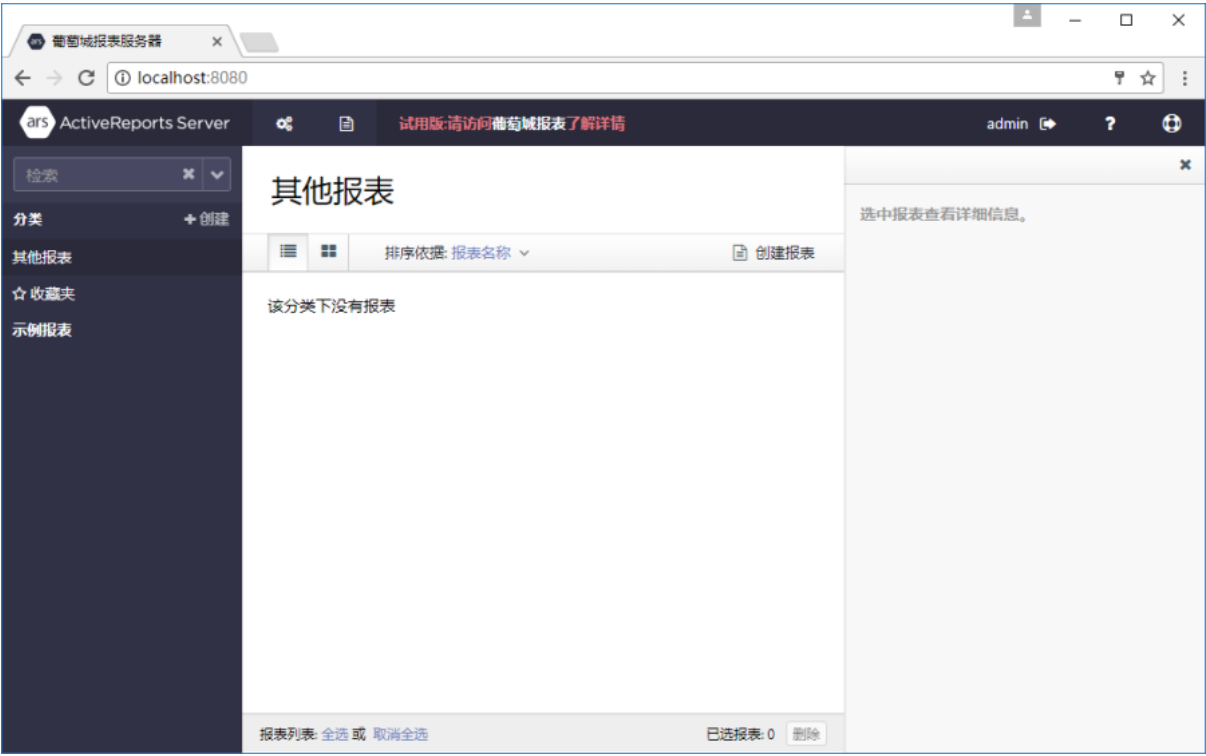 葡萄城报表服务器
localhost:8080
ars ActiveReports Server
试用版:请访问葡萄城报表了解详情
admin
?
检索
分类
创建
其他报表
收藏夹
示例报表
其他报表
排序依据: 报表名称
创建报表
该分类下没有报表
报表列表: 全选 或 取消全选
已选报表: 0
删除
选中报表查看详细信息。